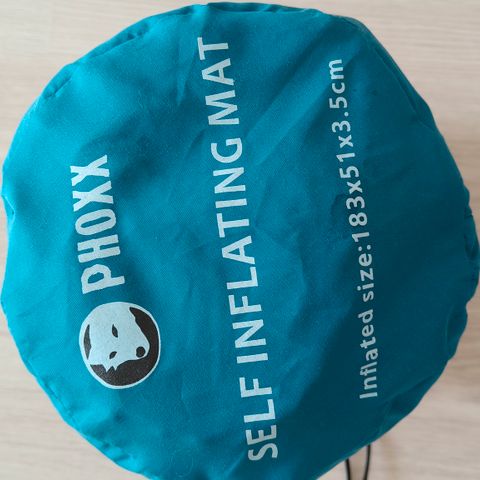 PHOXX
SELF INFLATING MAT
Inflated size:183x51x3.5cm